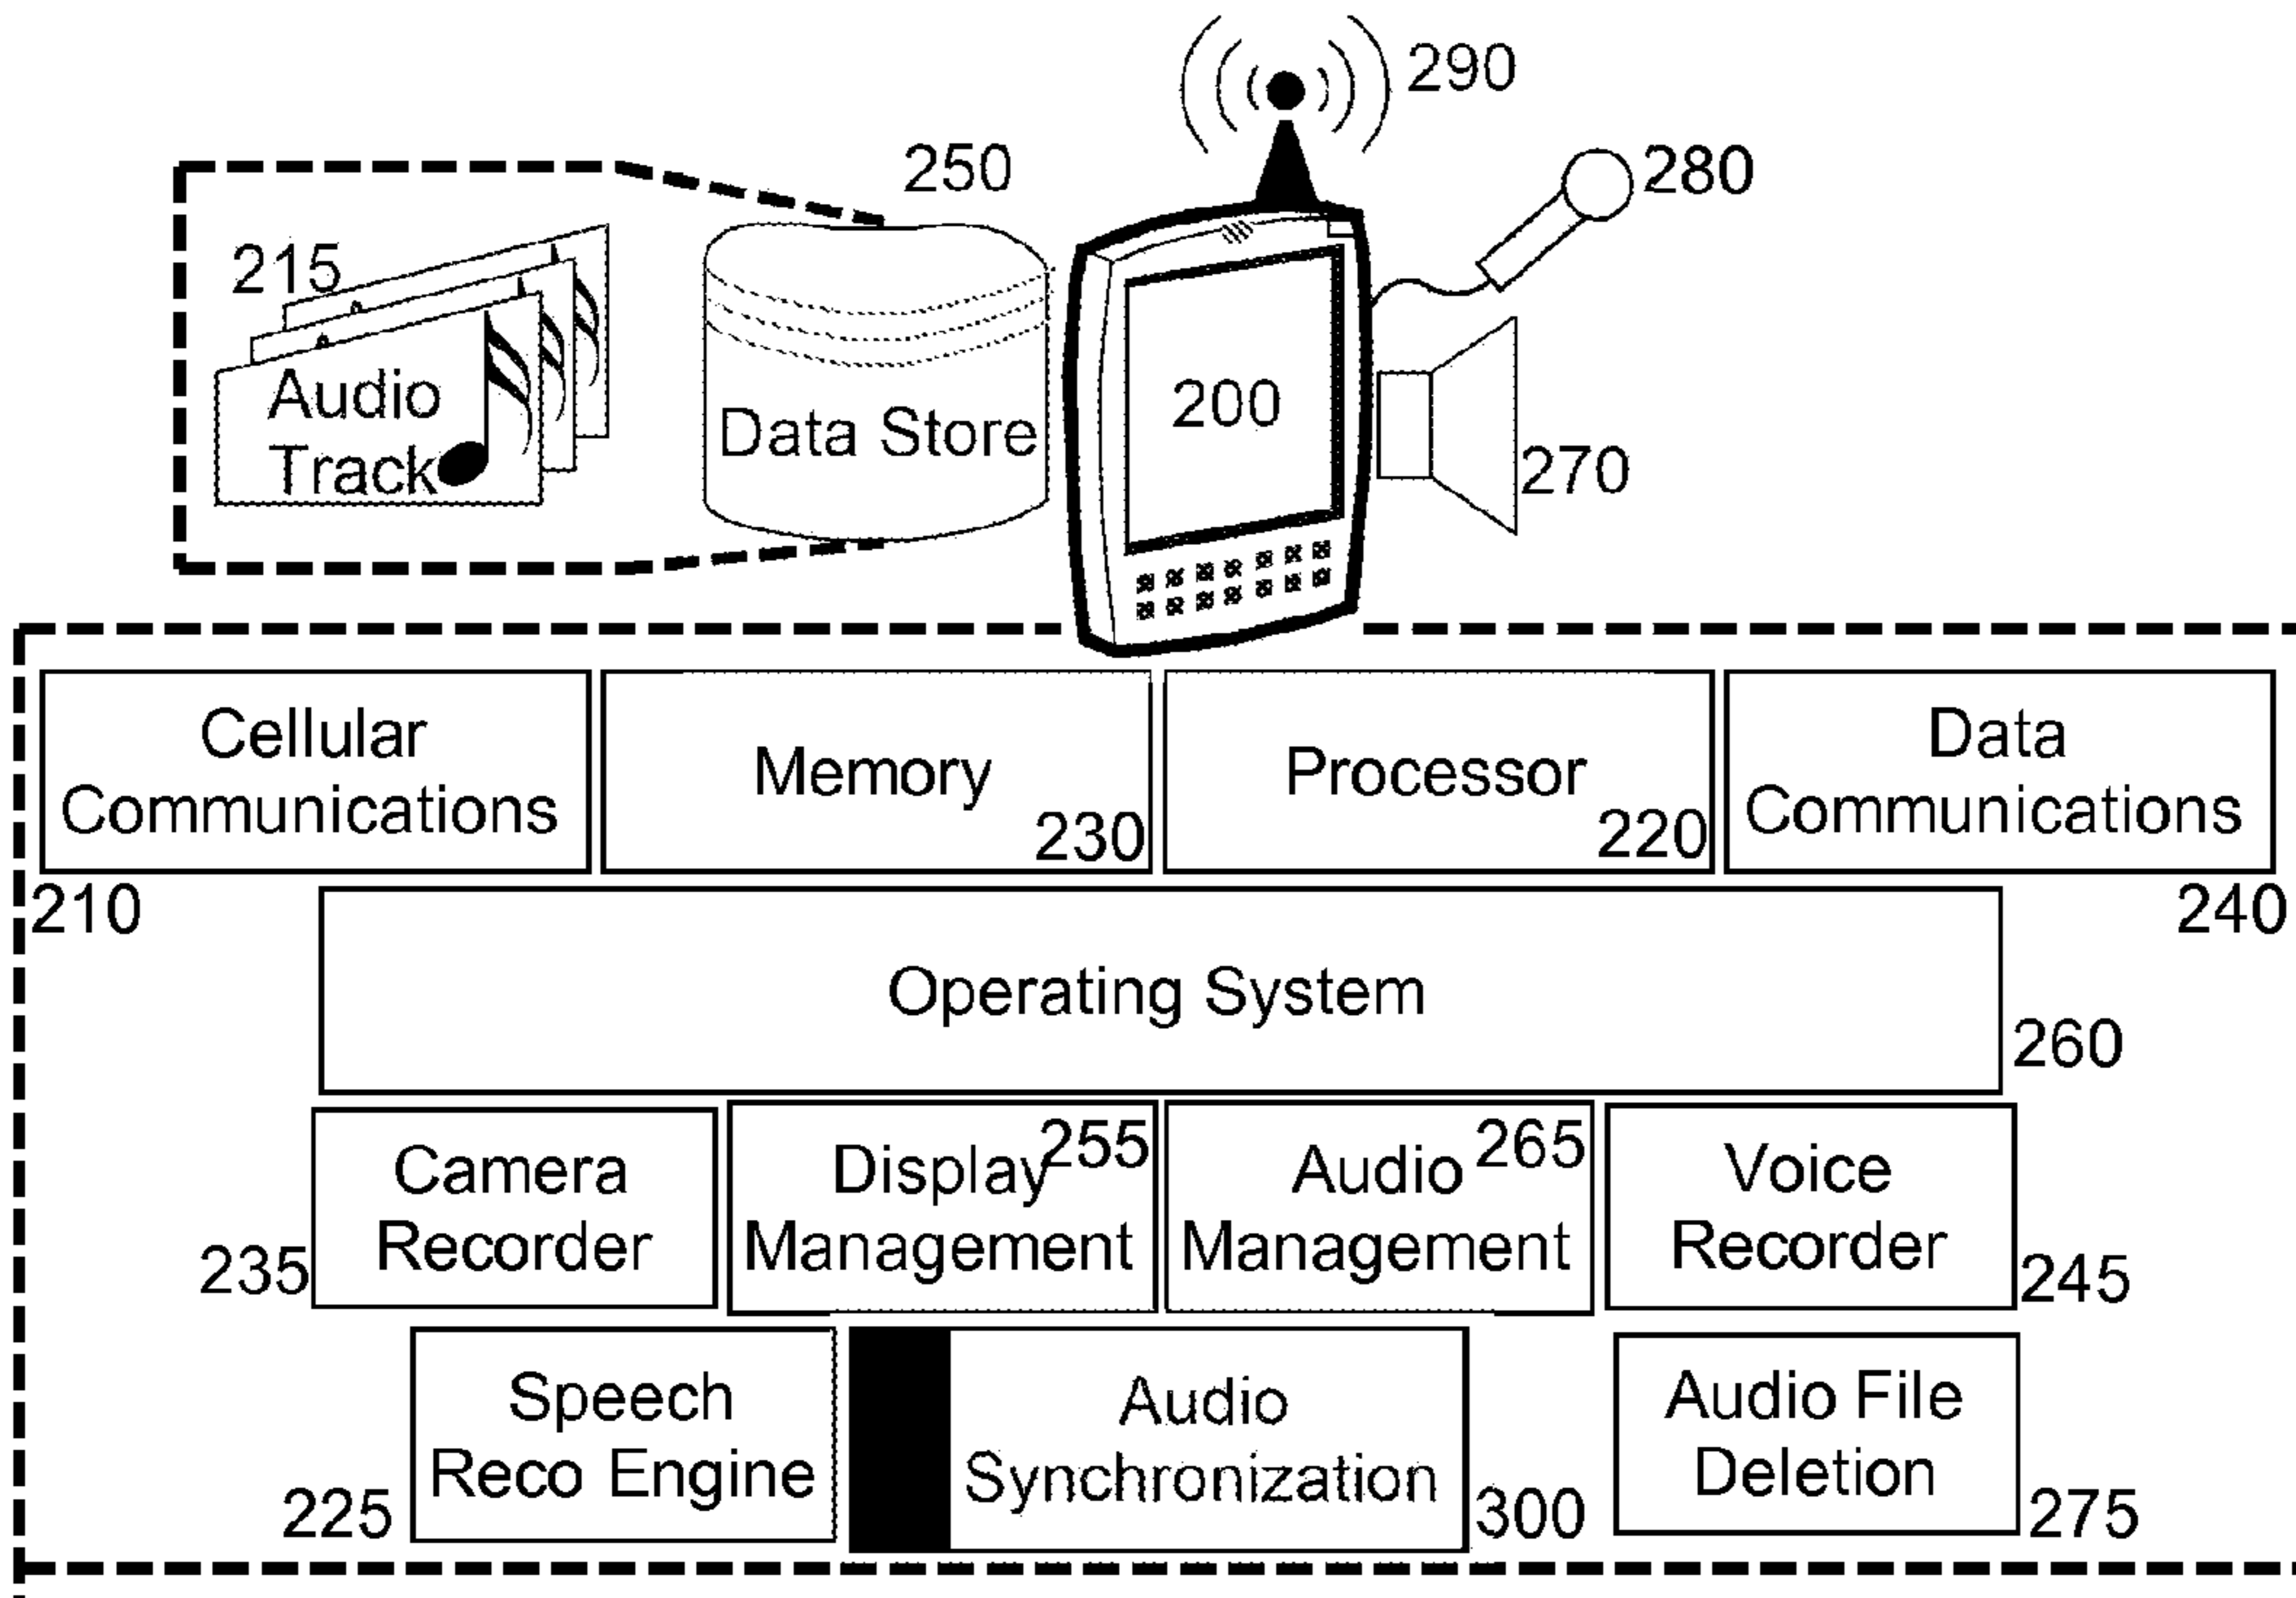 290
250
280
215
Audio
Track
Data Store
200
270
Cellular
Communications
Memory
230
Processor
220
Data
Communications
210
240
Operating System
260
Camera
Recorder
235
Display
Management
255
Audio
Management
265
Voice
Recorder
245
Speech
Reco Engine
225
Audio
Synchronization
300
Audio File
Deletion
275